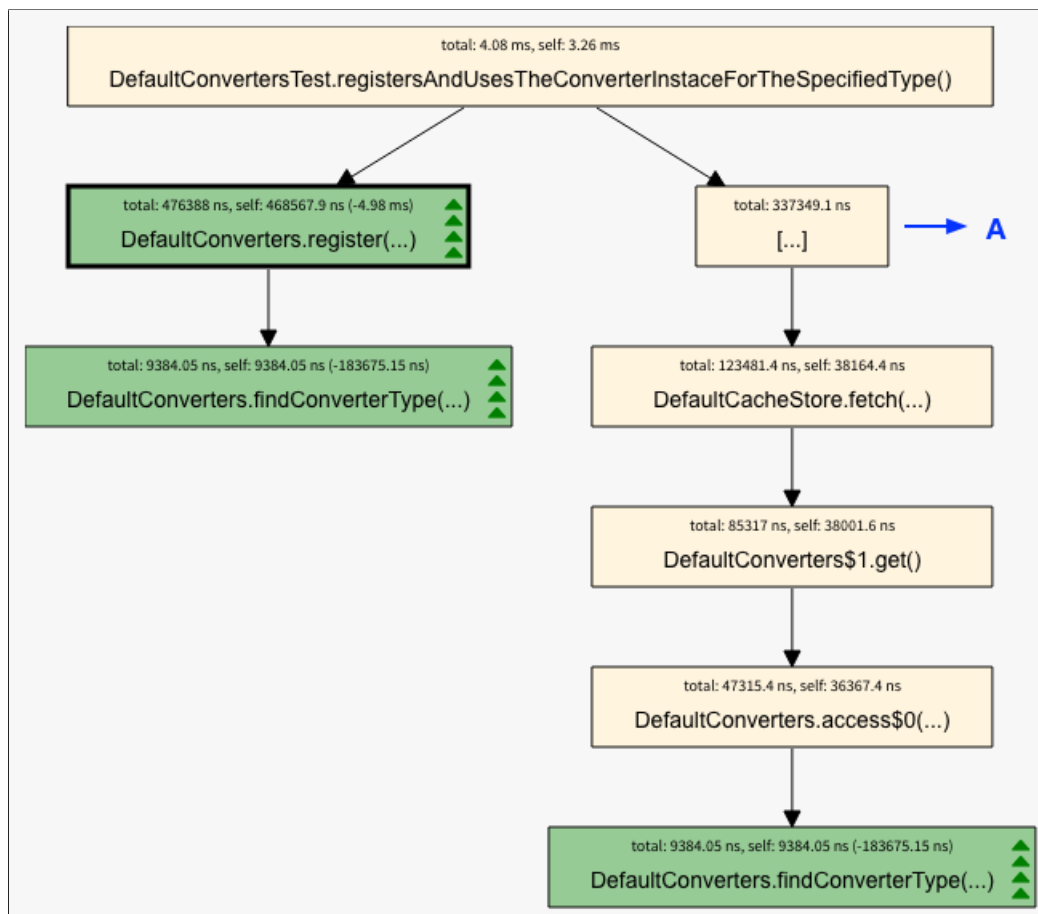 total: 4.08 ms, self: 3.26 ms
DefaultConvertersTest.registersAndUsesTheConverterInstaceForTheSpecifiedType()
total: 476388 ns, self: 468567.9 ns (-4.98 ms)
DefaultConverters.register(...)
total: 337349.1 ns
[...]
A
total: 9384.05 ns, self: 9384.05 ns (-183675.15 ns)
DefaultConverters.findConverterType(...)
total: 123481.4 ns, self: 38164.4 ns
DefaultCacheStore.fetch(...)
total: 85317 ns, self: 38001.6 ns
DefaultConverters$1.get()
total: 47315.4 ns, self: 36367.4 ns
DefaultConverters.access$0(...)
total: 9384.05 ns, self: 9384.05 ns (-183675.15 ns)
DefaultConverters.findConverterType(...)